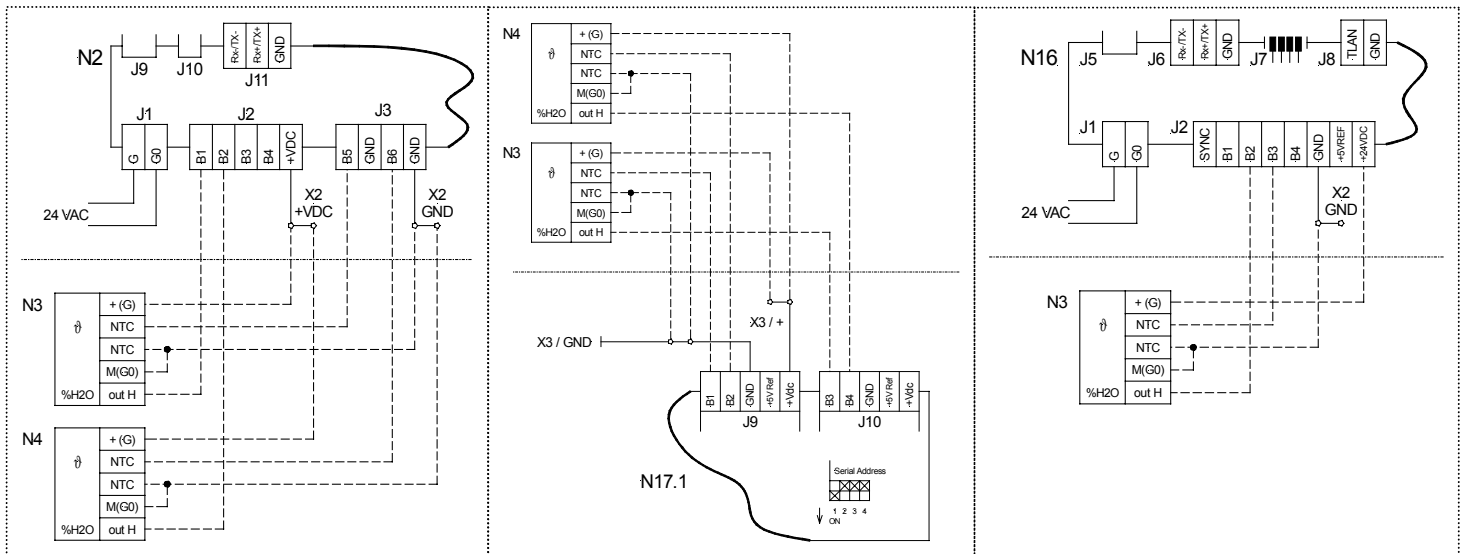 N2
J9
J10
Rx-/TX-
Rx+/TX+
GND
J11
J1
J2
J3
G
G0
B1
B2
B3
B4
+VDC
B5
GND
B6
GND
24 VAC
X2
+VDC
X2
GND
N3
ϑ
%H2O
+ (G)
NTC
NTC
M(G0)
out H
N4
ϑ
%H2O
+ (G)
NTC
NTC
M(G0)
out H
N4
ϑ
%H2O
+ (G)
NTC
NTC
M(G0)
out H
N3
ϑ
%H2O
+ (G)
NTC
NTC
M(G0)
out H
X3 / +
X3 / GND
B1
B2
GND
+5V Ref
+Vdc
B3
B4
GND
+5V Ref
+Vdc
J9
J10
N17.1
Serial Address
1 2 3 4
ON
N16
J5
J6
Rx-/TX-
Rx+/TX+
GND
J7
J8
TLAN
GND
J1
J2
G
G0
SYNC
B1
B2
B3
B4
GND
+5VREF
+24VDC
24 VAC
X2
GND
N3
ϑ
%H2O
+ (G)
NTC
NTC
M(G0)
out H